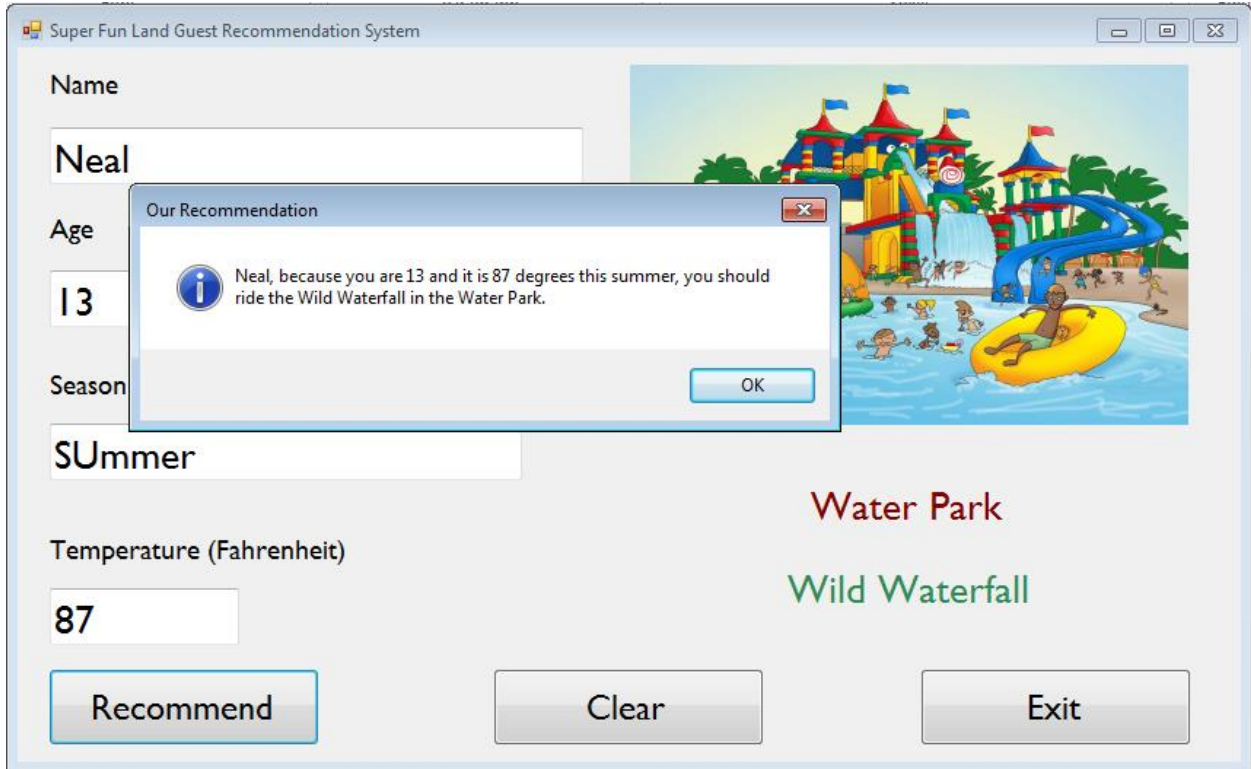 Super Fun Land Guest Recommendation System
Name
Neal
Our Recommendation
Neal, because you are 13 and it is 87 degrees this summer, you should
ride the Wild Waterfall in the Water Park.
OK
Age
13
Season
SUmmer
Temperature (Fahrenheit)
87
Water Park
Wild Waterfall
Recommend
Clear
Exit